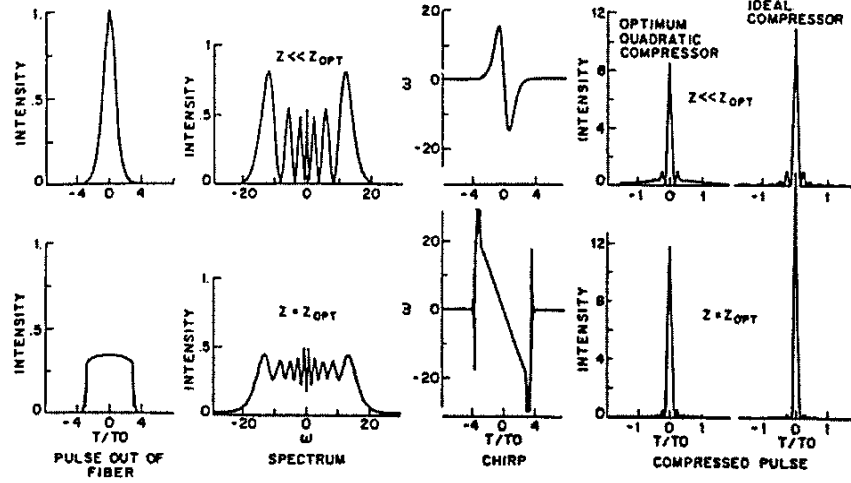 OPTIMUM
QUADRATIC
COMPRESSOR
IDEAL
COMPRESSOR
INTENSITY
1.
.5
0
-4 0 4
INTENSITY
1
.5
0
Z<<ZOPT
-20 0 20
ω
20
0
-20
-4 0 4
INTENSITY
12
8
4
0
Z<<ZOPT
-1 0 1
-1 0 1
INTENSITY
1.
.5
0
-4 0 4
T/TO
PULSE OUT OF
FIBER
INTENSITY
1.
.5
0
Z=ZOPT
-20 0 20
ω
SPECTRUM
ω
20
0
-20
-4 0 4
T/TO
CHIRP
INTENSITY
12
8
4
0
Z=ZOPT
-1 0 1
T/TO
-1 0 1
T/TO
COMPRESSED PULSE